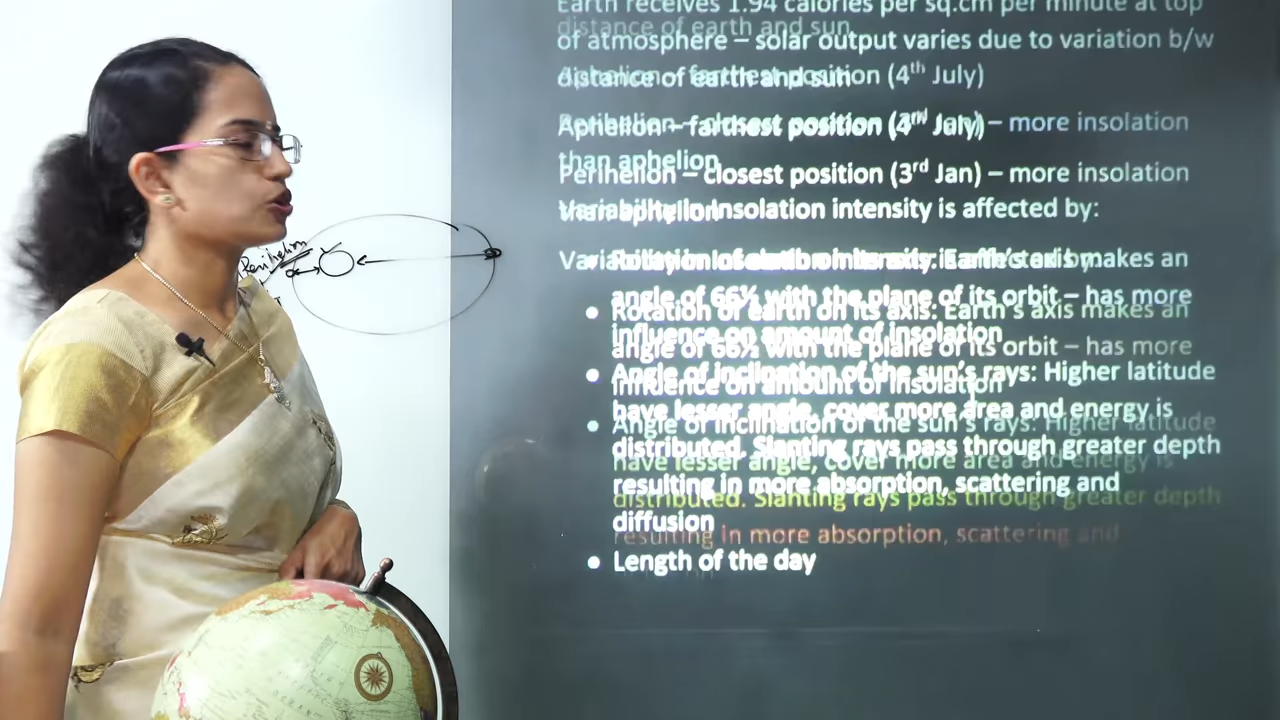 Perihelion
Earth receives 1.94 calories per sq.cm per minute at top
of atmosphere – solar output varies due to variation b/w
distance of earth and sun
Aphelion – farthest position (4th July)
Perihelion – closest position (3rd Jan) – more insolation
than aphelion
Variability in Insolation intensity is affected by:
• Rotation of earth on its axis: Earth's axis makes an
angle of 66½ with the plane of its orbit – has more
influence on amount of insolation
• Angle of inclination of the sun's rays: Higher latitude
have lesser angle, cover more area and energy is
distributed. Slanting rays pass through greater depth
resulting in more absorption, scattering and
diffusion
• Length of the day